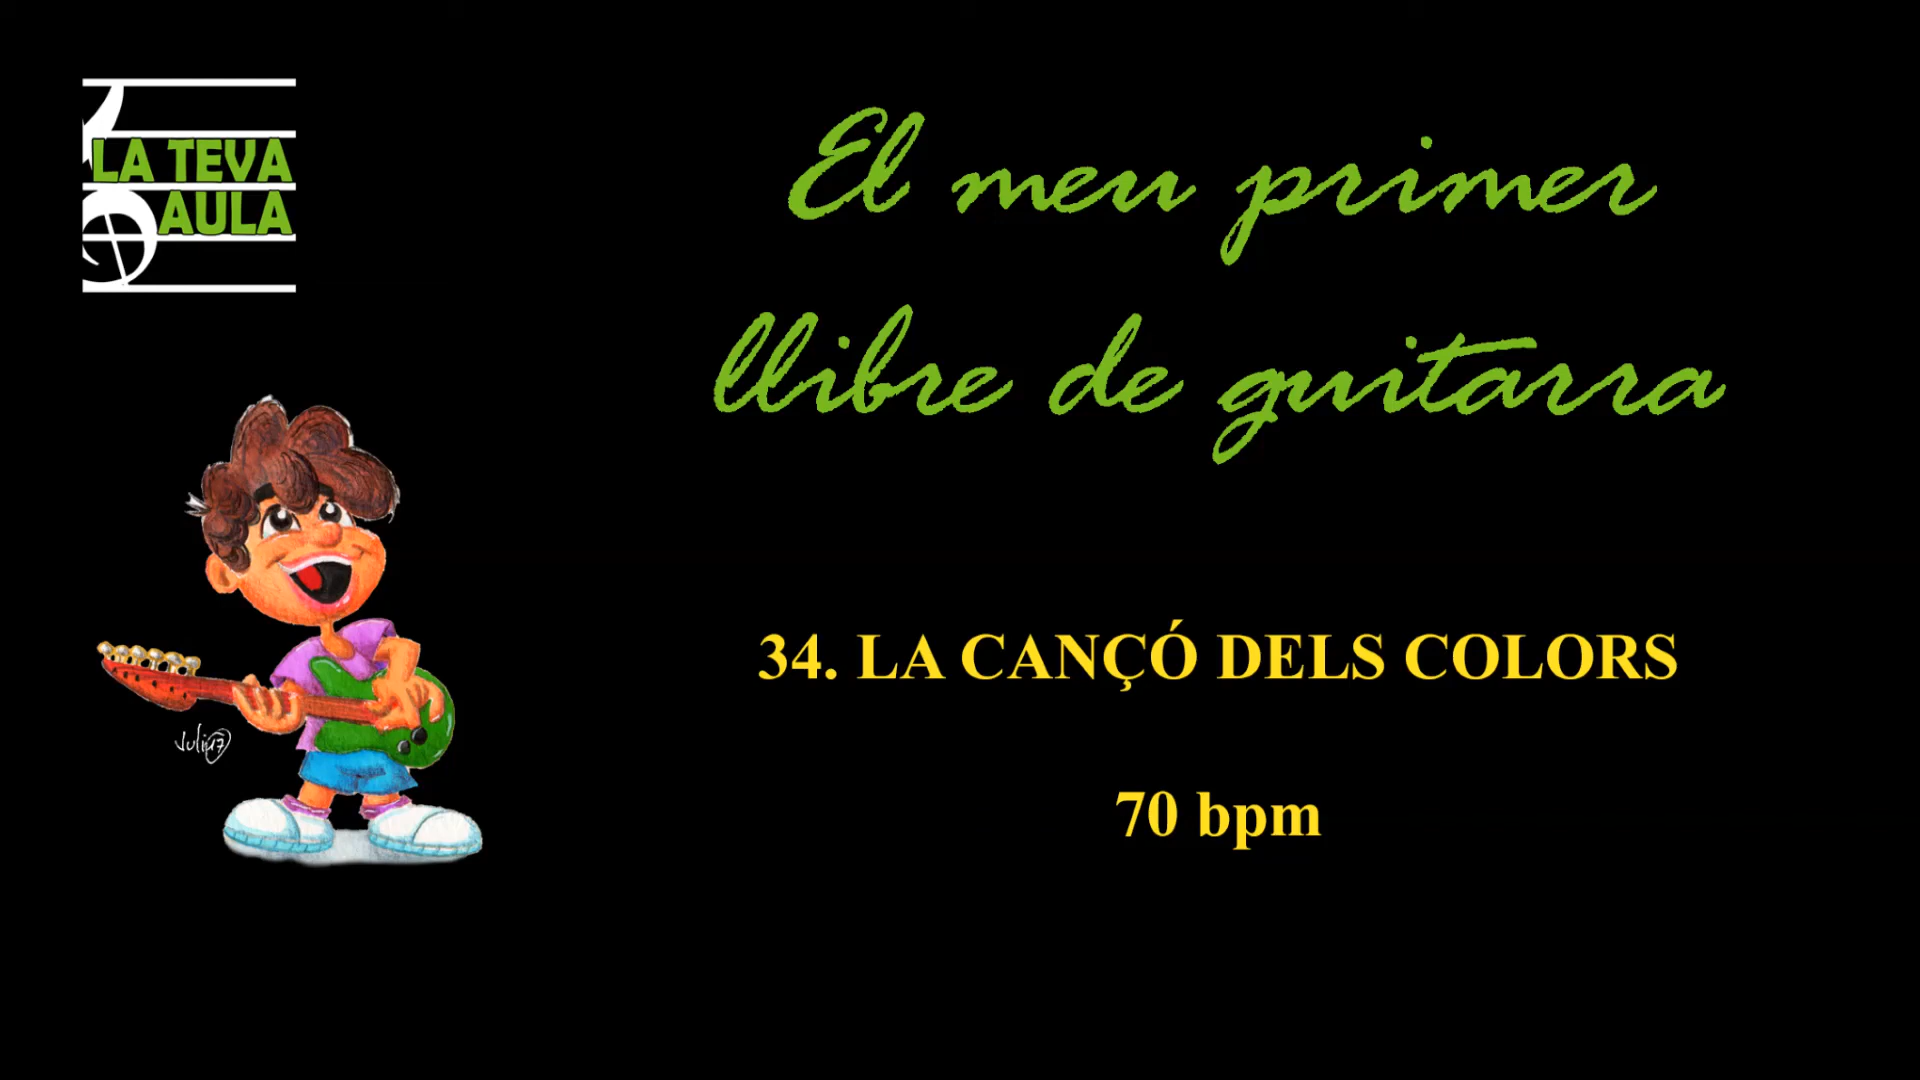 LA TEVA
AULA
El meu primer
llibre de guitarra
34. LA CANÇÓ DELS COLORS
70 bpm